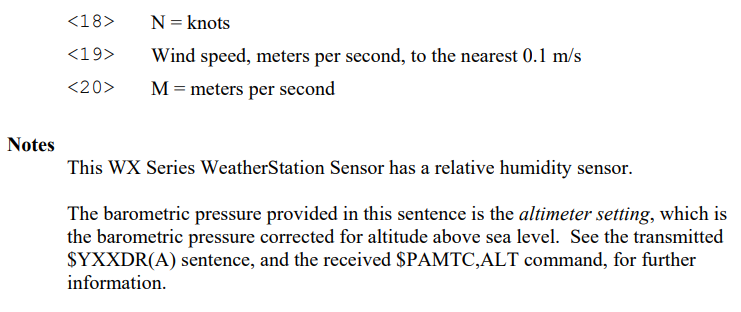 <18> N = knots
<19> Wind speed, meters per second, to the nearest 0.1 m/s
<20> M = meters per second
Notes
This WX Series WeatherStation Sensor has a relative humidity sensor.
The barometric pressure provided in this sentence is the altimeter setting, which is
the barometric pressure corrected for altitude above sea level. See the transmitted
$YXXDR(A) sentence, and the received $PAMTC,ALT command, for further
information.